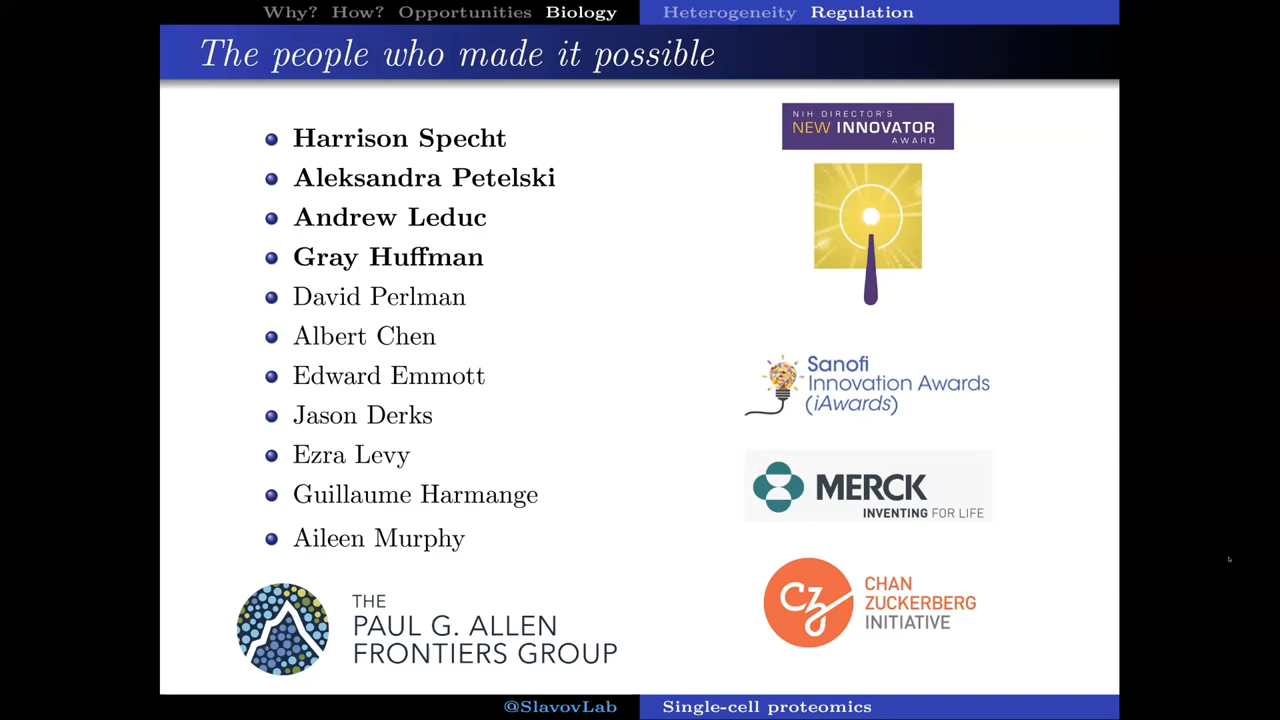 Why? How? Opportunities Biology Heterogeneity Regulation
The people who made it possible
Harrison Specht
Aleksandra Petelski
Andrew Leduc
Gray Huffman
David Perlman
Albert Chen
Edward Emmott
Jason Derks
Ezra Levy
Guillaume Harmange
Aileen Murphy
THE
PAUL G. ALLEN
FRONTIERS GROUP
NIH DIRECTOR'S
NEW INNOVATOR
AWARD
Sanofi
Innovation Awards
(iAwards)
MERCK
INVENTING FOR LIFE
CZ
CHAN
ZUCKERBERG
INITIATIVE
@SlavovLab Single-cell proteomics